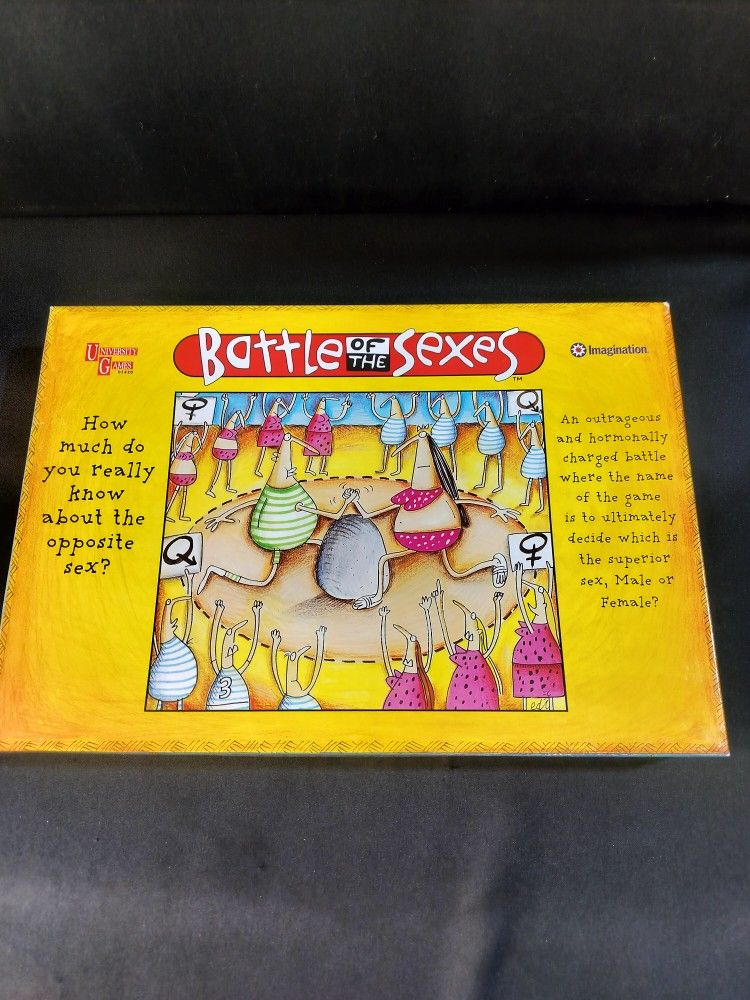 Battle OF THE Sexes™
UNIVERSITY
GAMES
01420
Imagination
How
much do
you really
know
about the
opposite
sex?
An outrageous
and hormonally
charged battle
where the name
of the game
is to ultimately
decide which is
the superior
sex, Male or
Female?
3